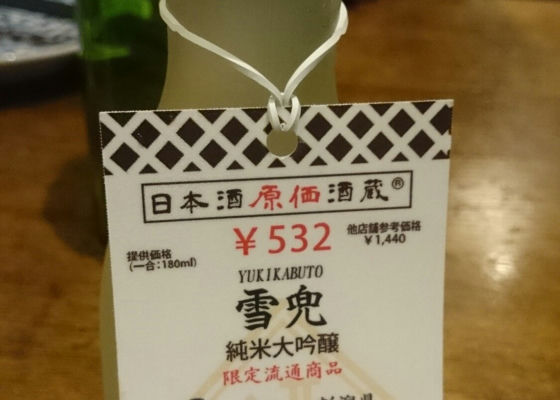 日本酒原価酒蔵®
￥532
他店舗参考価格
￥1,440
提供価格
(一合:180ml)
YUKIKABUTO
雪兜
純米大吟醸
限定流通商品